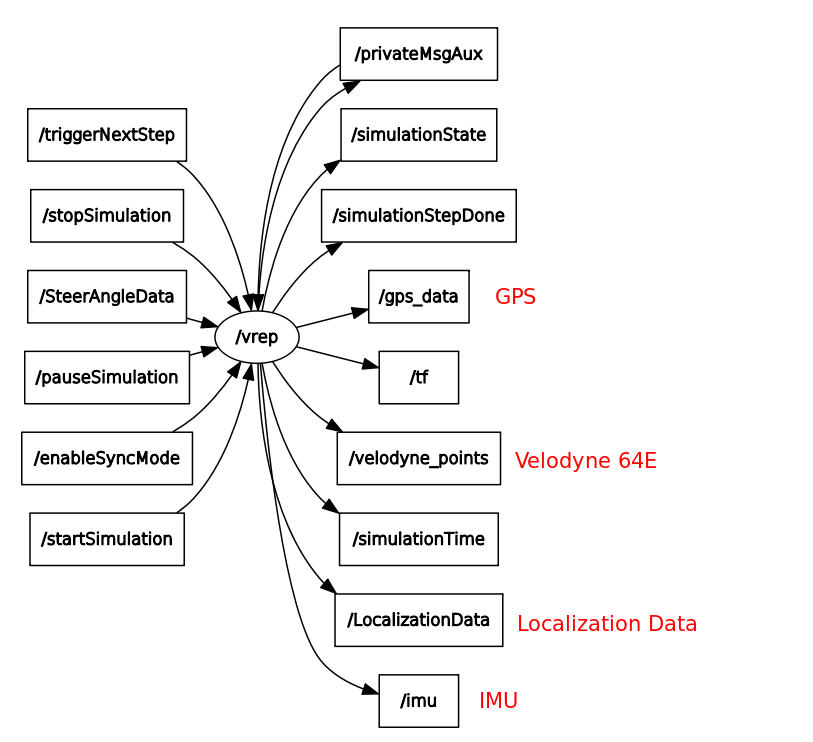 /privateMsgAux
/triggerNextStep
/simulationState
/stopSimulation
/simulationStepDone
/SteerAngleData
/gps_data
GPS
/vrep
/pauseSimulation
/tf
/enableSyncMode
/velodyne_points
Velodyne 64E
/startSimulation
/simulationTime
/LocalizationData
Localization Data
/imu
IMU